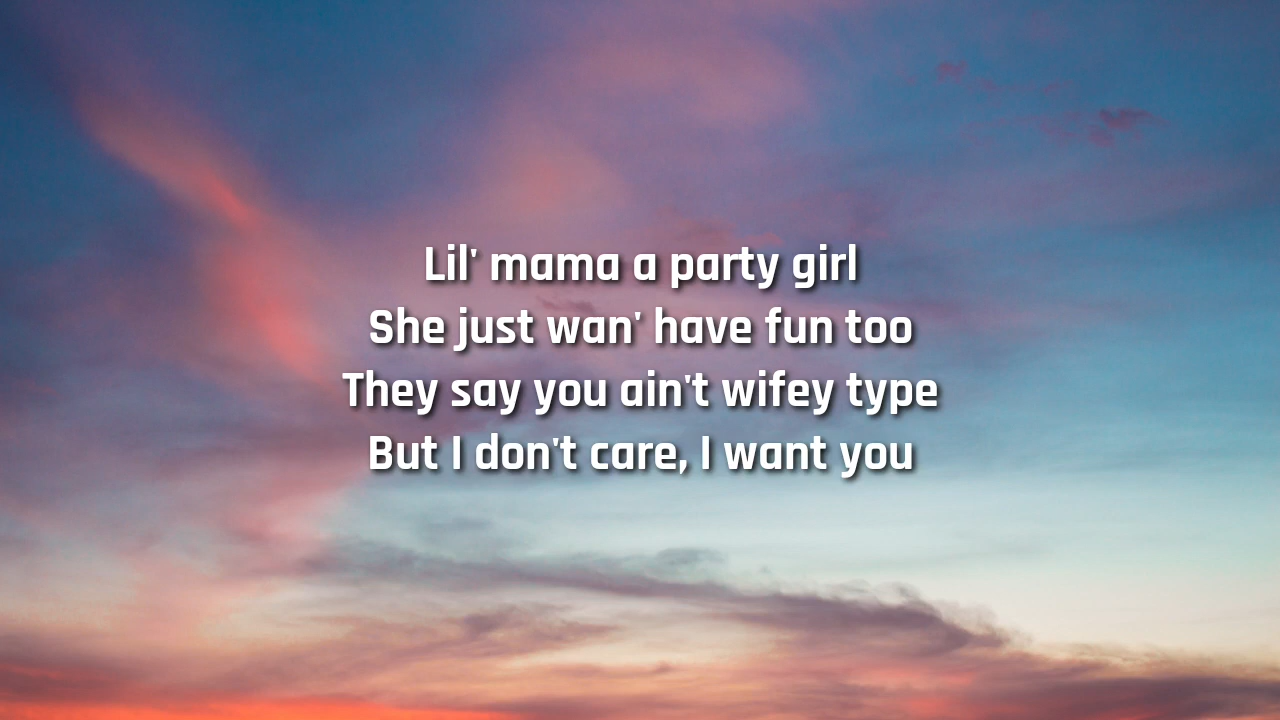 Lil' mama a party girl
She just wan' have fun too
They say you ain't wifey type
But I don't care, I want you